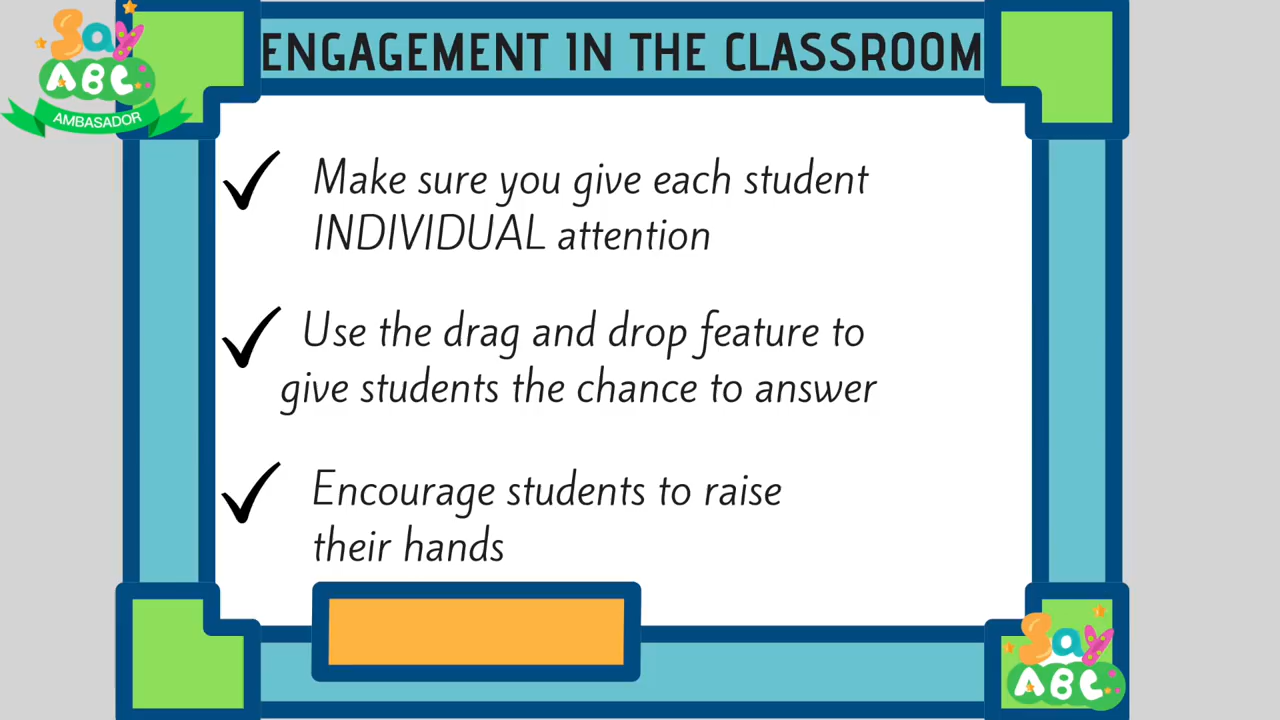 Say
ABC
AMBASADOR
ENGAGEMENT IN THE CLASSROOM
Make sure you give each student
INDIVIDUAL attention
Use the drag and drop feature to
give students the chance to answer
Encourage students to raise
their hands
Say
ABC